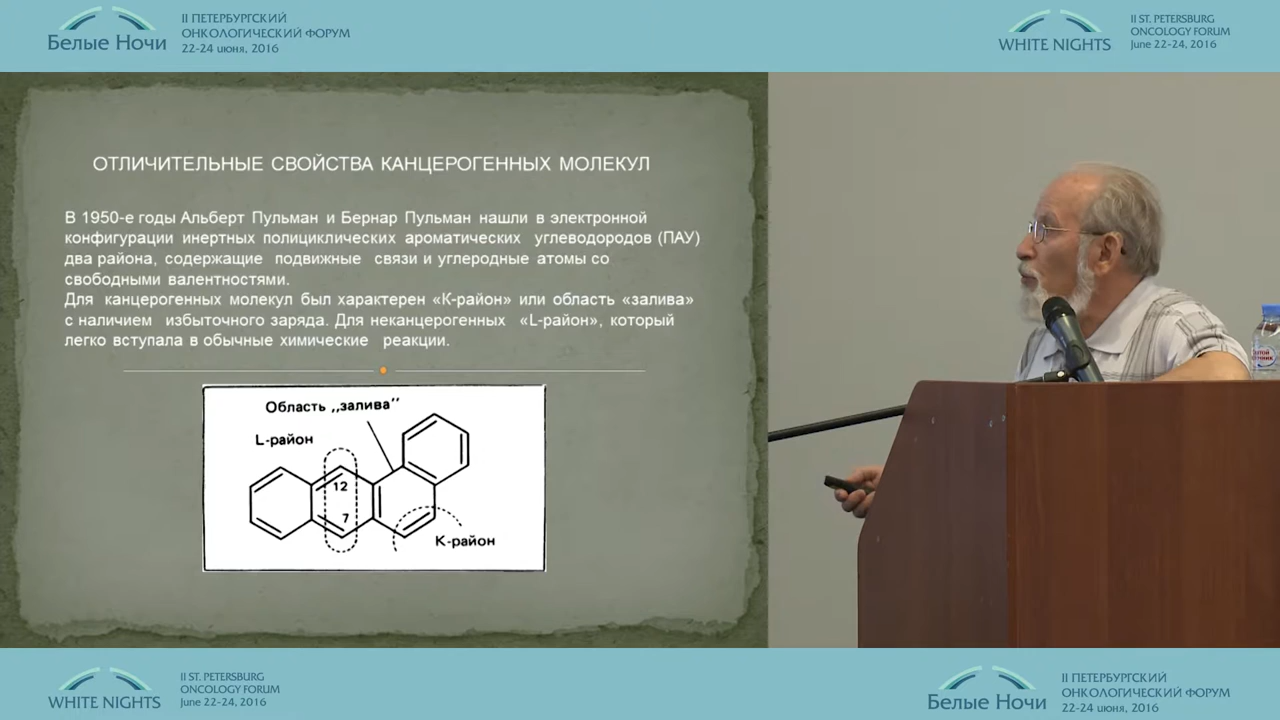 II ПЕТЕРБУРГСКИЙ
ОНКОЛОГИЧЕСКИЙ ФОРУМ
22-24 июня, 2016
Белые Ночи
II ST. PETERSBURG
ONCOLOGY FORUM
June 22-24, 2016
WHITE NIGHTS
ОТЛИЧИТЕЛЬНЫЕ СВОЙСТВА КАНЦЕРОГЕННЫХ МОЛЕКУЛ
В 1950-е годы Альберт Пульман и Бернар Пульман нашли в электронной
конфигурации инертных полициклических ароматических углеводородов (ПАУ)
два района, содержащие подвижные связи и углеродные атомы со
свободными валентностями.
Для канцерогенных молекул был характерен «К-район» или область «залива»
с наличием избыточного заряда. Для неканцерогенных «L-район», который
легко вступала в обычные химические реакции.
Область ,,залива"
L-район
12
7
К-район
WHITE NIGHTS
II ST. PETERSBURG
ONCOLOGY FORUM
June 22-24, 2016
Белые Ночи
II ПЕТЕРБУРГСКИЙ
ОНКОЛОГИЧЕСКИЙ ФОРУМ
22-24 июня, 2016